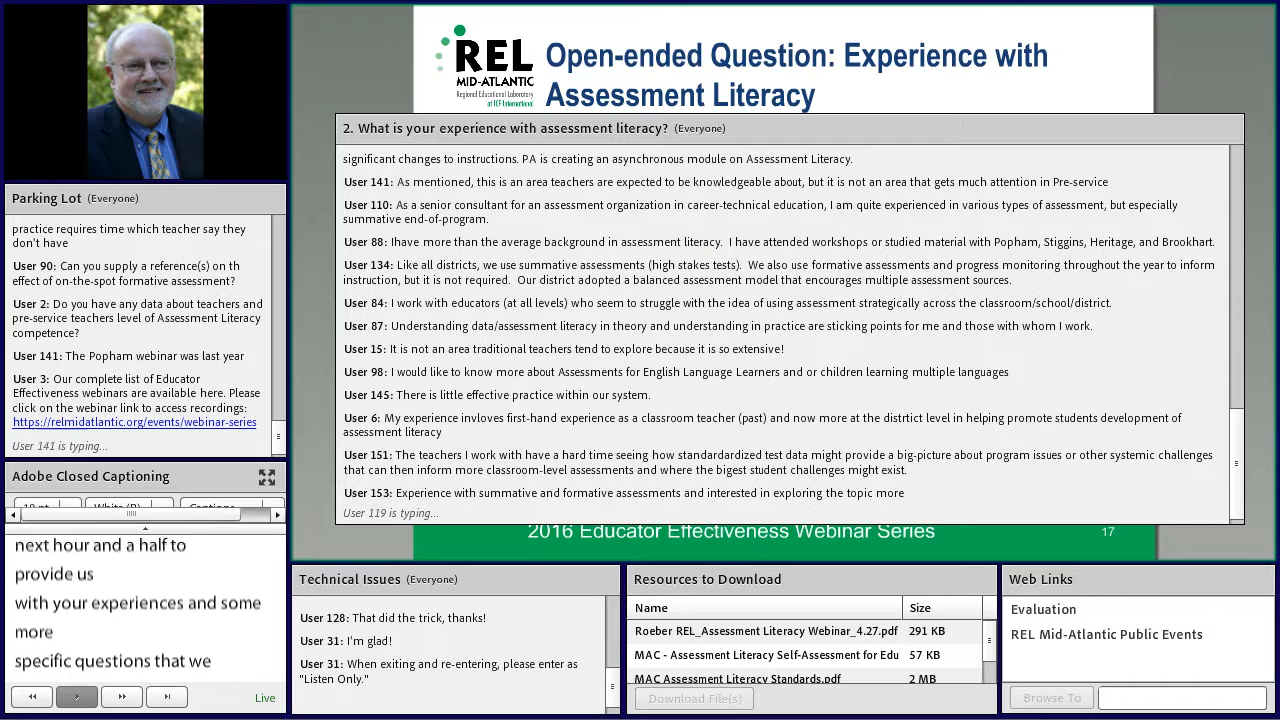 REL
MID-ATLANTIC
Regional Educational Laboratory
at ICF International
Open-ended Question: Experience with
Assessment Literacy
2. What is your experience with assessment literacy? (Everyone)
significant changes to instructions. PA is creating an asynchronous module on Assessment Literacy.
User 141: As mentioned, this is an area teachers are expected to be knowledgeable about, but it is not an area that gets much attention in Pre-service
User 110: As a senior consultant for an assessment organization in career-technical education, I am quite experienced in various types of assessment, but especially
summative end-of-program.
User 88: Ihave more than the average background in assessment literacy. I have attended workshops or studied material with Popham, Stiggins, Heritage, and Brookhart.
User 134: Like all districts, we use summative assessments (high stakes tests). We also use formative assessments and progress monitoring throughout the year to inform
instruction, but it is not required. Our district adopted a balanced assessment model that encourages multiple assessment sources.
User 84: I work with educators (at all levels) who seem to struggle with the idea of using assessment strategically across the classroom/school/district.
User 87: Understanding data/assessment literacy in theory and understanding in practice are sticking points for me and those with whom I work.
User 15: It is not an area traditional teachers tend to explore because it is so extensive!
User 98: I would like to know more about Assessments for English Language Learners and or children learning multiple languages
User 145: There is little effective practice within our system.
User 6: My experience invloves first-hand experience as a classroom teacher (past) and now more at the distrtict level in helping promote students development of
assessment literacy
User 151: The teachers I work with have a hard time seeing how standardardized test data might provide a big-picture about program issues or other systemic challenges
that can then inform more classroom-level assessments and where the bigest student challenges might exist.
User 153: Experience with summative and formative assessments and interested in exploring the topic more
User 119 is typing...
2016 Educator Effectiveness Webinar Series
17
Parking Lot (Everyone)
practice requires time which teacher say they
don't have
User 90: Can you supply a reference(s) on th
effect of on-the-spot formative assessment?
User 2: Do you have any data about teachers and
pre-service teachers level of Assessment Literacy
competence?
User 141: The Popham webinar was last year
User 3: Our complete list of Educator
Effectiveness webinars are available here. Please
click on the webinar link to access recordings:
https://relmidatlantic.org/events/webinar-series
User 141 is typing...
Adobe Closed Captioning
next hour and a half to
provide us
with your experiences and some
more
specific questions that we
Live
Technical Issues (Everyone)
User 128: That did the trick, thanks!
User 31: I'm glad!
User 31: When exiting and re-entering, please enter as
"Listen Only."
Resources to Download
Name Size
Roeber REL_Assessment Literacy Webinar_4.27.pdf 291 KB
MAC - Assessment Literacy Self-Assessment for Edu 57 KB
MAC Assessment Literacy Standards.pdf 2 MB
Download File(s)
Web Links
Evaluation
REL Mid-Atlantic Public Events
Browse To